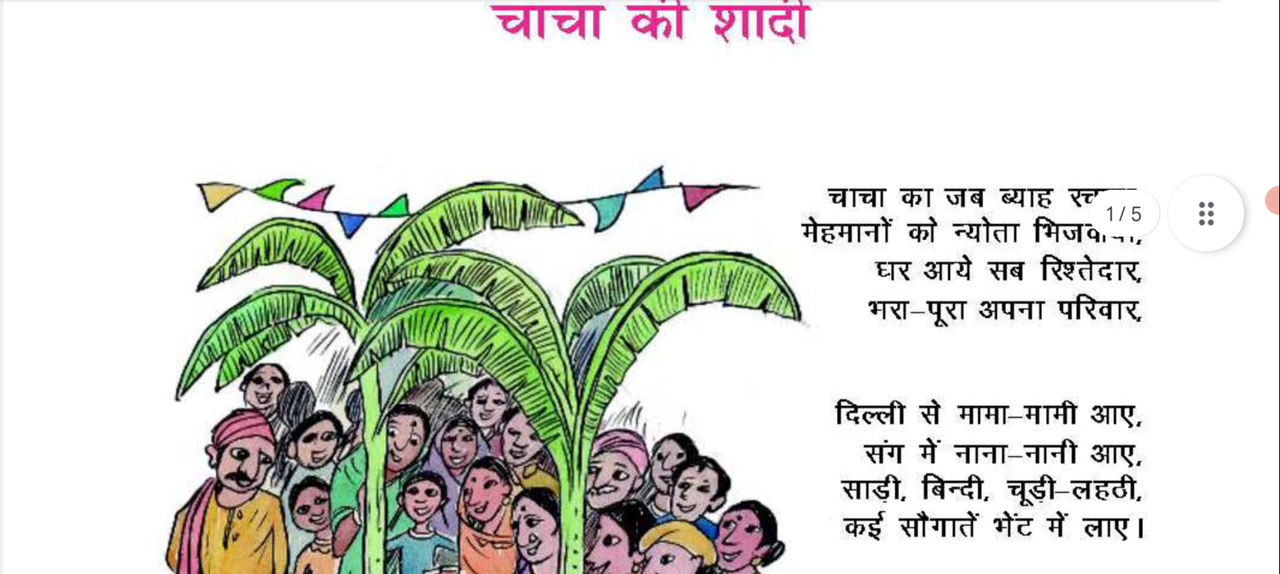 चाचा की शादी
चाचा का जब ब्याह
1/5
मेहमानों को न्योता
घर आये सब रिश्तेदार,
भरा–पूरा अपना परिवार,
दिल्ली से मामा–मामी आए,
संग में नाना–नानी आए,
साड़ी, बिन्दी, चूड़ी–लहठी,
कई सौगातें भेंट में लाए।